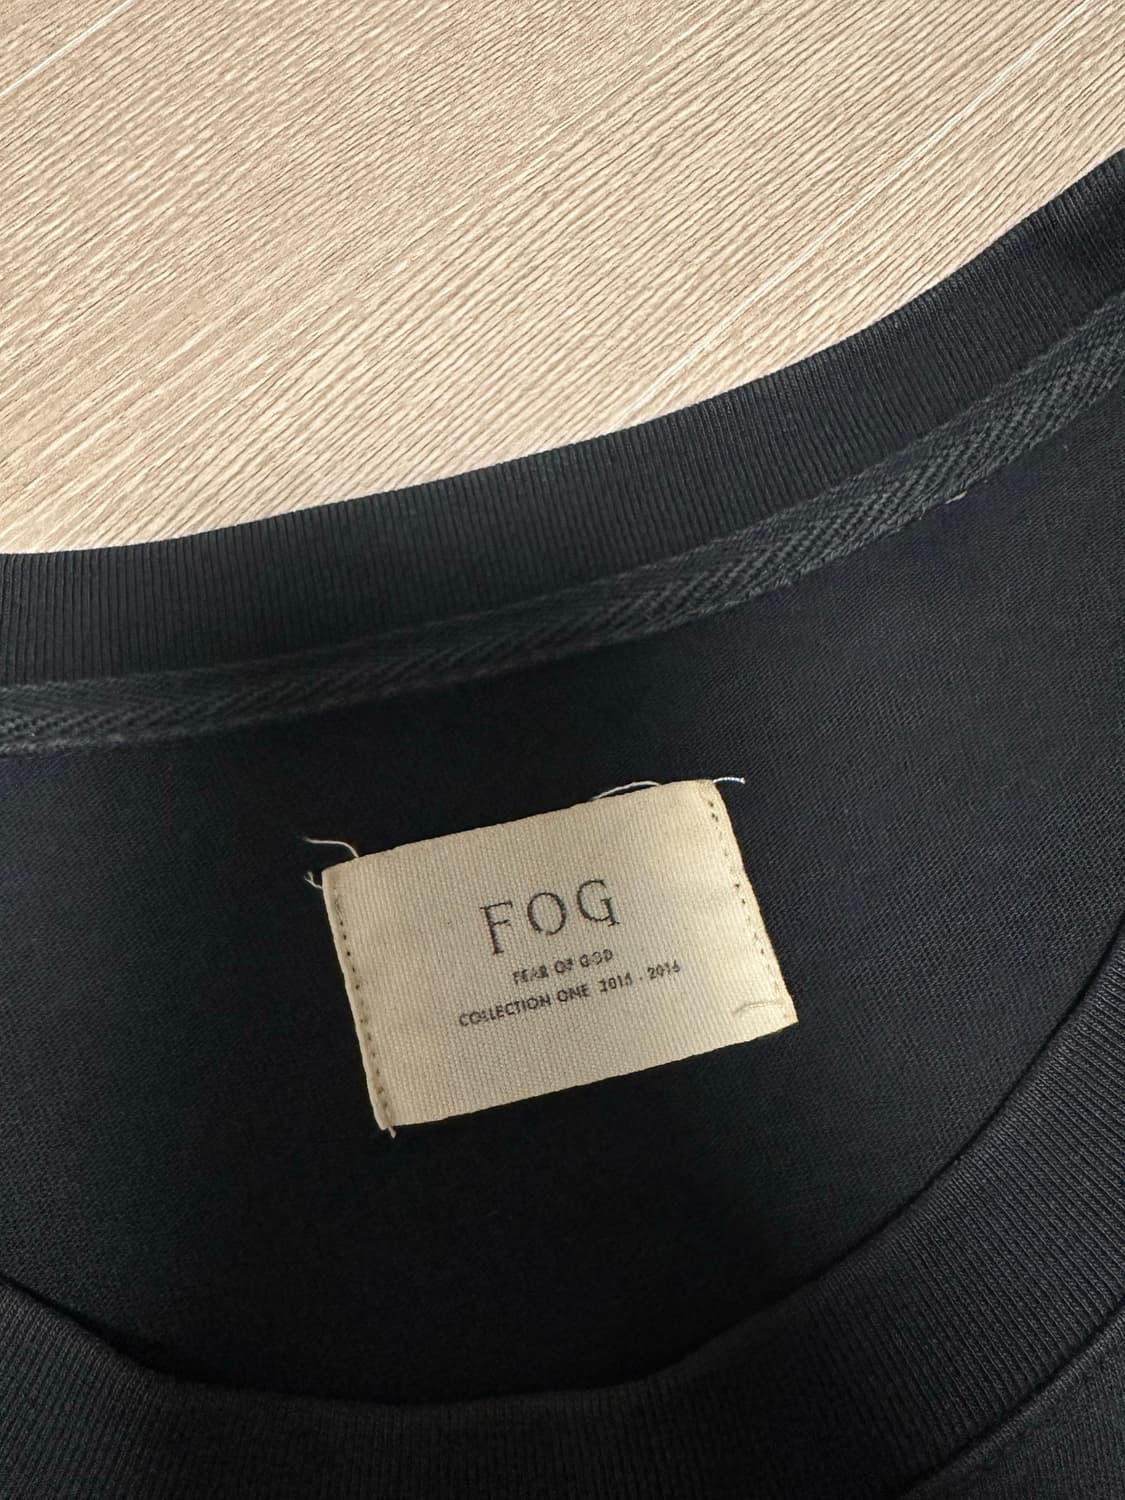 FOG
FEAR OF GOD
COLLECTION ONE 2015 - 2016